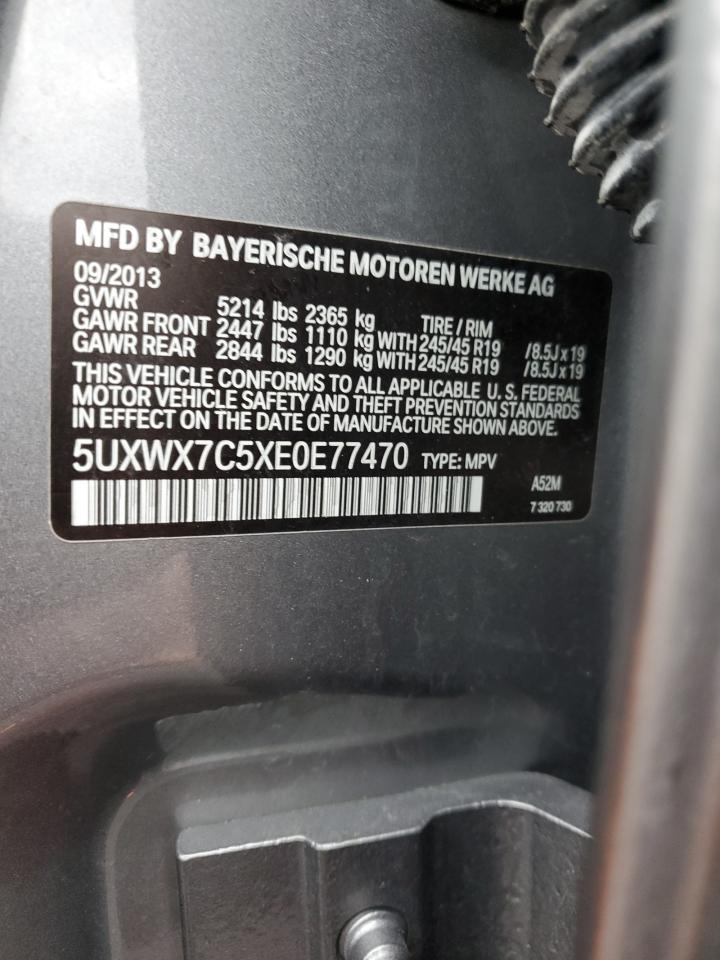 MFD BY BAYERISCHE MOTOREN WERKE AG
09/2013
GVWR 5214 lbs 2365 kg TIRE / RIM
GAWR FRONT 2447 lbs 1110 kg WITH 245/45 R19 / 8.5J x 19
GAWR REAR 2844 lbs 1290 kg WITH 245/45 R19 / 8.5J x 19
THIS VEHICLE CONFORMS TO ALL APPLICABLE U. S. FEDERAL
MOTOR VEHICLE SAFETY AND THEFT PREVENTION STANDARDS
IN EFFECT ON THE DATE OF MANUFACTURE SHOWN ABOVE.
5UXWX7C5XE0E77470 TYPE: MPV
A52M
7 320 730